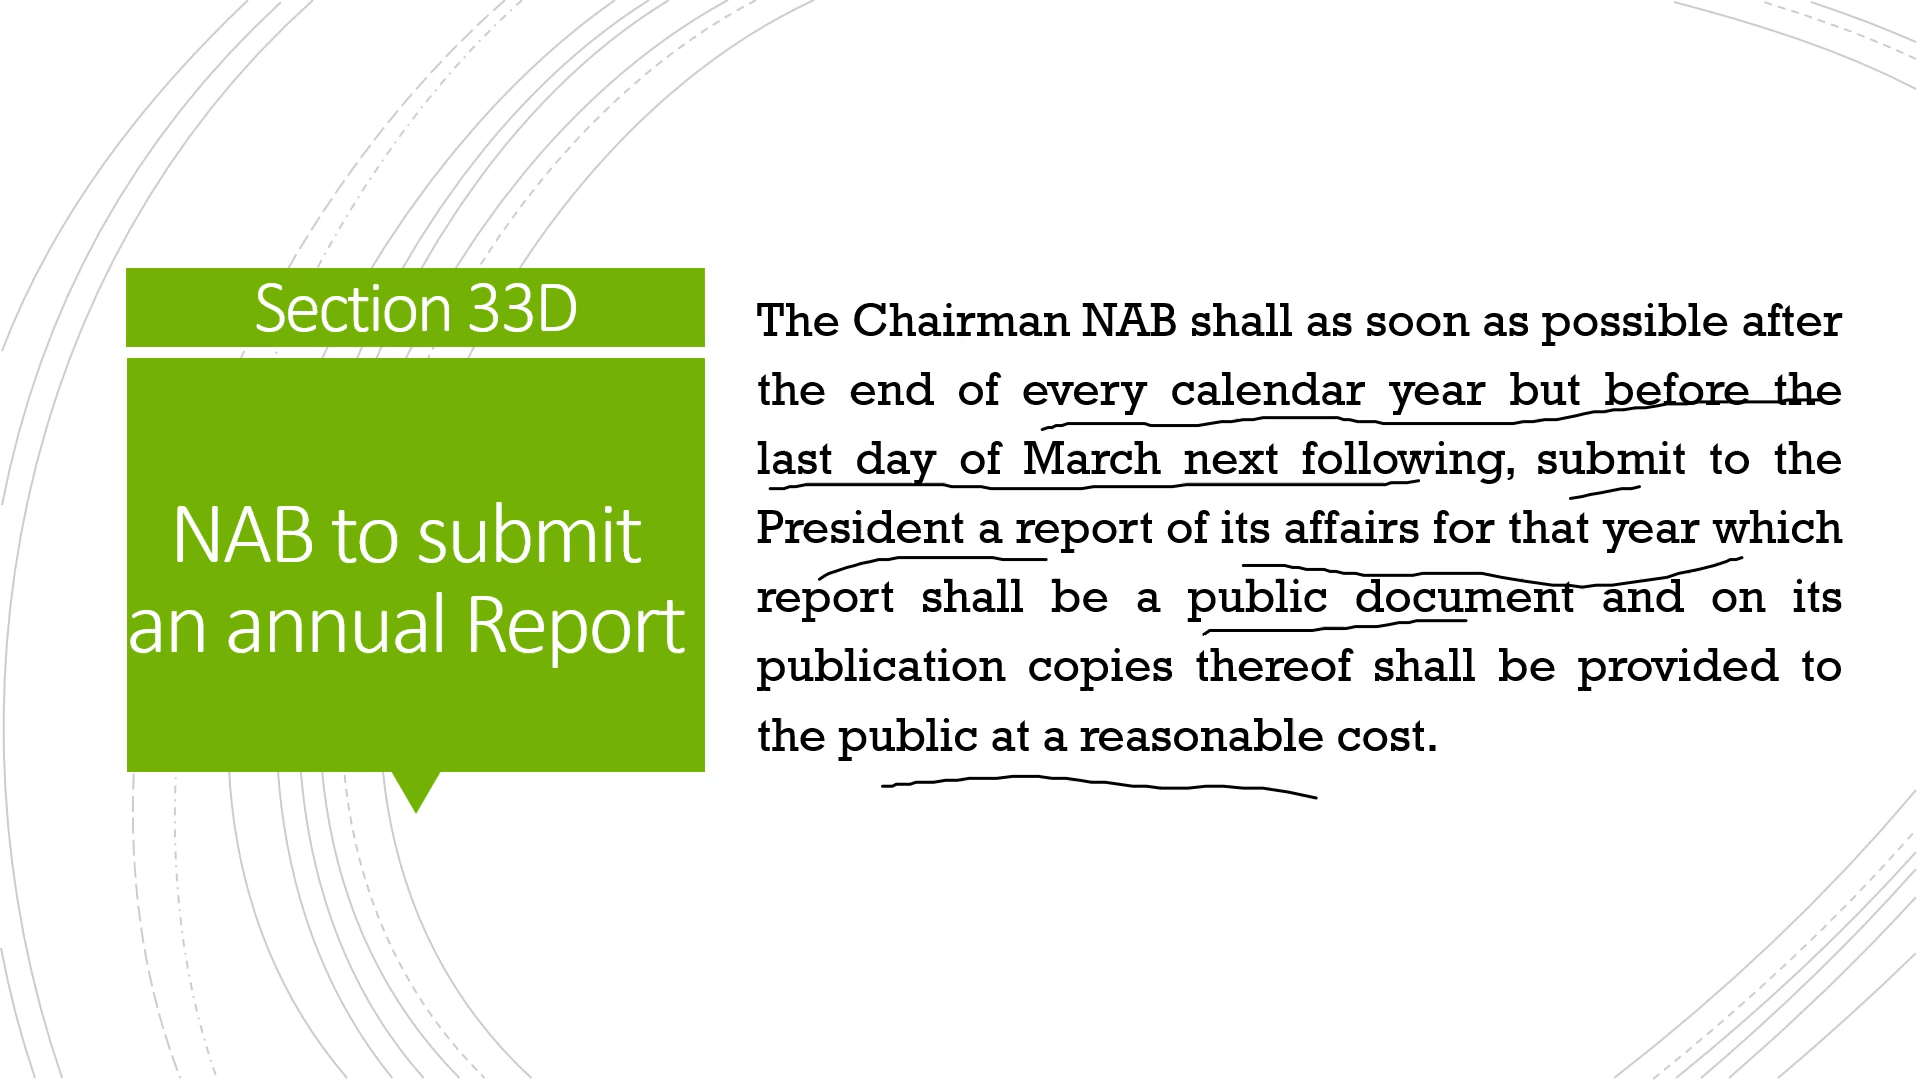 Section 33D
NAB to submit
an annual Report
The Chairman NAB shall as soon as possible after
the end of every calendar year but before the
last day of March next following, submit to the
President a report of its affairs for that year which
report shall be a public document and on its
publication copies thereof shall be provided to
the public at a reasonable cost.